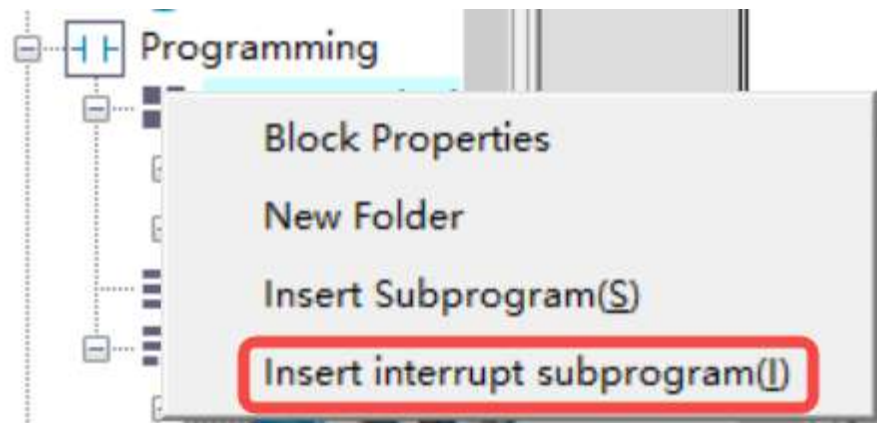 Programming
Block Properties
New Folder
Insert Subprogram(S)
Insert interrupt subprogram(I)